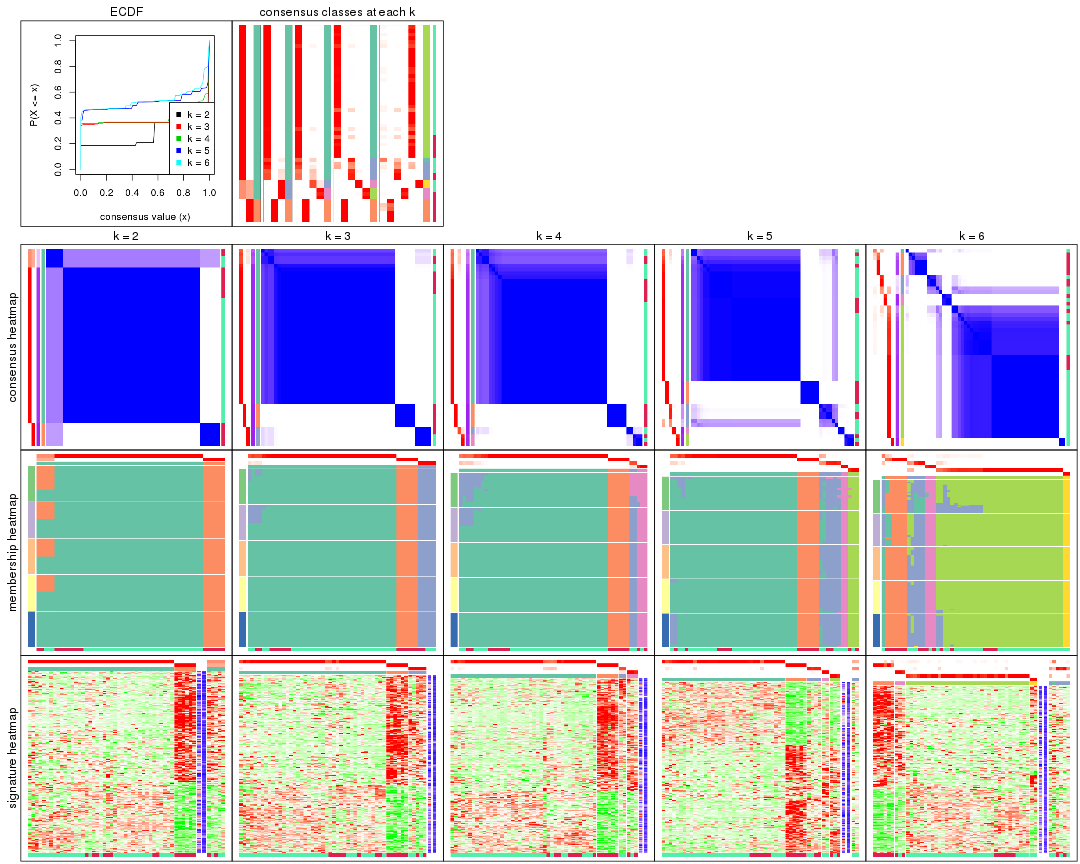 ECDF
consensus classes at each k
P(X <= x)
1.0
0.8
0.6
0.4
0.2
0.0
k = 2
k = 3
k = 4
k = 5
k = 6
0.0 0.2 0.4 0.6 0.8 1.0
consensus value (x)
k = 2
k = 3
k = 4
k = 5
k = 6
consensus heatmap
membership heatmap
signature heatmap